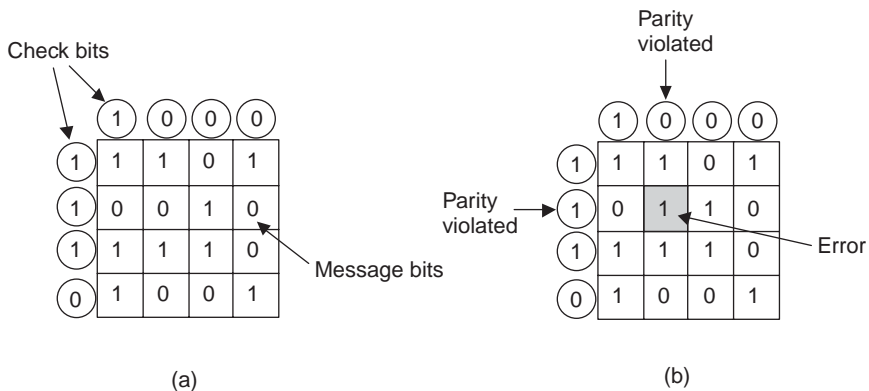 Check bits
1 0 0 0
1 1 1 0 1
1 0 0 1 0
1 1 1 1 0
0 1 0 0 1
Message bits
(a)
Parity
violated
1 0 0 0
1 1 1 0 1
Parity
violated
1 0 1 1 0
1 1 1 1 0
Error
0 1 0 0 1
(b)